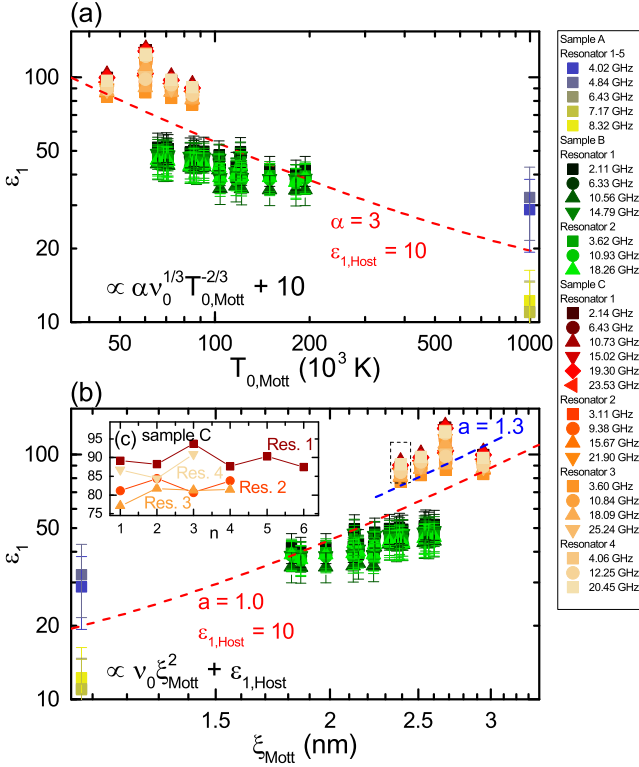 (a)
100
50
20
10
ε1
α = 3
ε1,Host = 10
∝ αν0^1/3 T0,Mott^-2/3 + 10
50 100 200 500 1000
T0,Mott (10^3 K)
(b)
100
50
20
10
ε1
(c) sample C
95
90
85
80
75
Res. 1
Res. 4
Res. 2
Res. 3
1 2 3 4 5 6
n
a = 1.3
a = 1.0
ε1,Host = 10
∝ ν0 ξ^2Mott + ε1,Host
1.5 2 2.5 3
ξMott (nm)
Sample A
Resonator 1-5
4.02 GHz
4.84 GHz
6.43 GHz
7.17 GHz
8.32 GHz
Sample B
Resonator 1
2.11 GHz
6.33 GHz
10.56 GHz
14.79 GHz
Resonator 2
3.62 GHz
10.93 GHz
18.26 GHz
Sample C
Resonator 1
2.14 GHz
6.43 GHz
10.73 GHz
15.02 GHz
19.30 GHz
23.53 GHz
Resonator 2
3.11 GHz
9.38 GHz
15.67 GHz
21.90 GHz
Resonator 3
3.60 GHz
10.84 GHz
18.09 GHz
25.24 GHz
Resonator 4
4.06 GHz
12.25 GHz
20.45 GHz